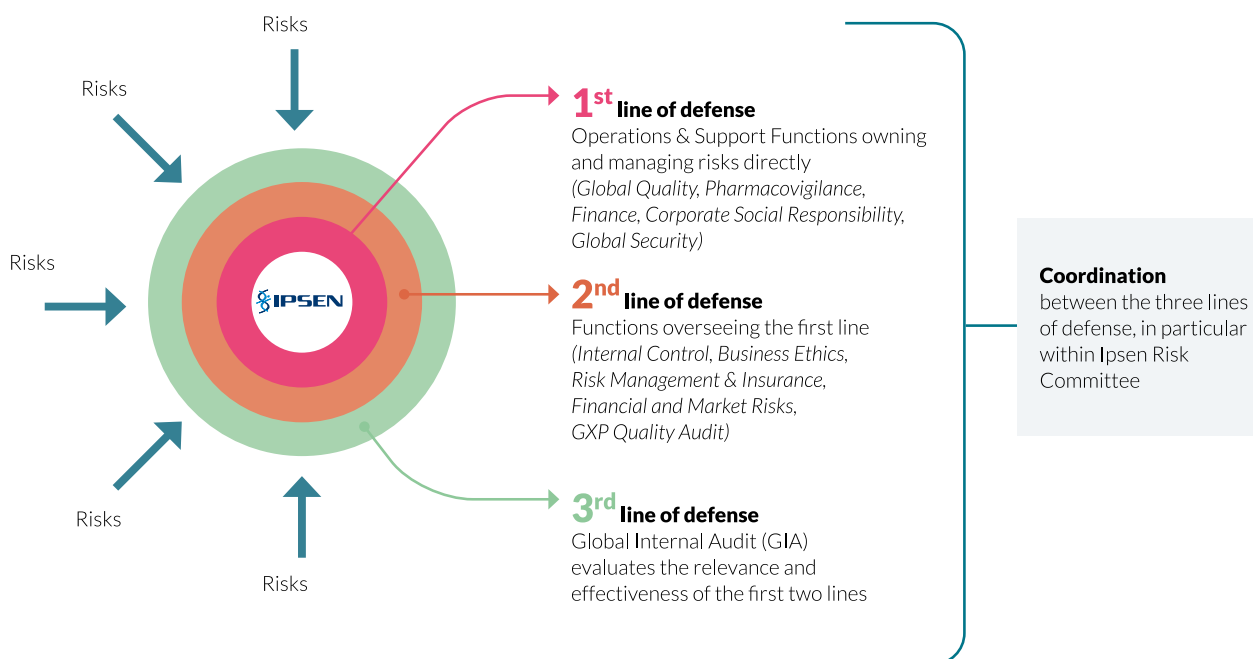 Risks
Risks
Risks
Risks
Risks
IPSEN
1st line of defense
Operations & Support Functions owning
and managing risks directly
(Global Quality, Pharmacovigilance,
Finance, Corporate Social Responsibility,
Global Security)
2nd line of defense
Functions overseeing the first line
(Internal Control, Business Ethics,
Risk Management & Insurance,
Financial and Market Risks,
GXP Quality Audit)
3rd line of defense
Global Internal Audit (GIA)
evaluates the relevance and
effectiveness of the first two lines
Coordination
between the three lines
of defense, in particular
within Ipsen Risk
Committee